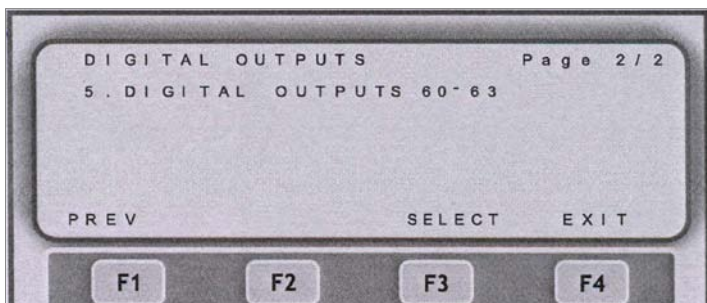 DIGITAL OUTPUTS Page 2/2
5.DIGITAL OUTPUTS 60-63
PREV SELECT EXIT
F1 F2 F3 F4